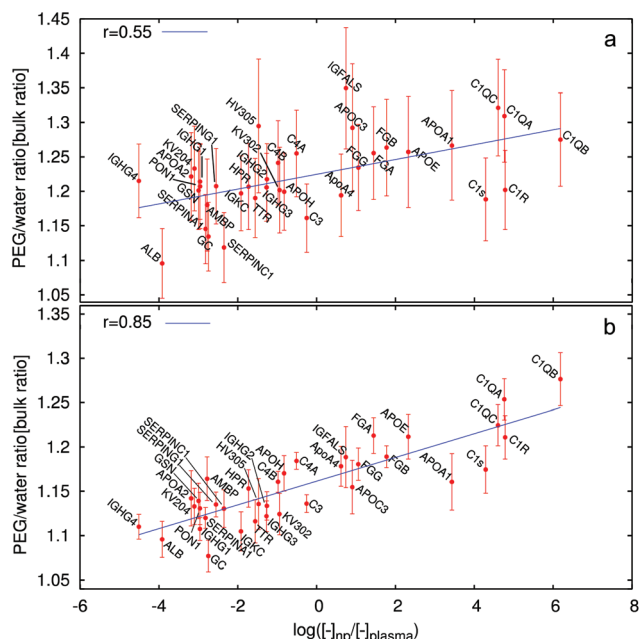 r=0.55
a
PEG/water ratio[bulk ratio]
1.45
1.4
1.35
1.3
1.25
1.2
1.15
1.1
1.05
IGHG4
ALB
APOA2
KV204
PON1
IGHG1
SERPING1
GSN
SERPINA1
GC
AMBP
SERPINC1
IGKC
HPR
TTR
HV305
KV302
IGHG2
C4B
IGHG3
APOH
C4A
C3
ApoA4
IGFALS
APOC3
FGG
FGA
FGB
APOE
APOA1
C1s
C1QC
C1QA
C1R
C1QB
r=0.85
b
PEG/water ratio[bulk ratio]
1.35
1.3
1.25
1.2
1.15
1.1
1.05
IGHG4
ALB
KV204
APOA2
GSN
SERPING1
SERPINC1
PON1
IGHG1
SERPINA1
GC
AMBP
HPR
HV305
IGKC
TTR
IGHG2
C4B
IGHG3
APOH
KV302
C4A
C3
ApoA4
IGFALS
APOC3
FGG
FGA
FGB
APOE
APOA1
C1s
C1QC
C1QA
C1R
C1QB
-6
-4
-2
0
2
4
6
8
log([-]np/[-]plasma)